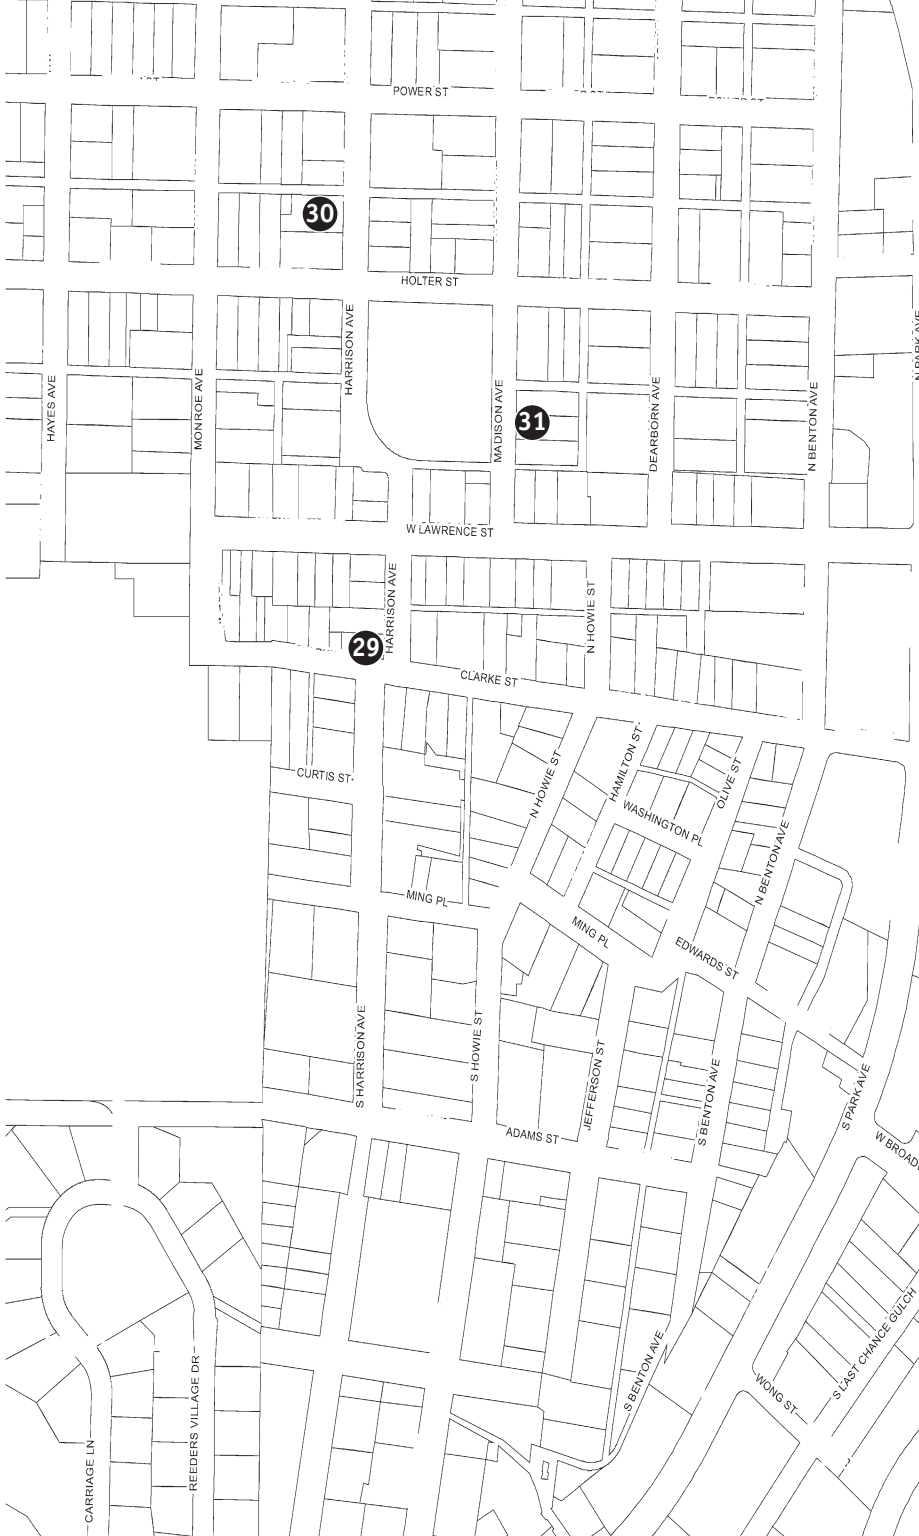 POWER ST
30
HOLTER ST
HARRISON AVE
HAYES AVE
MONROE AVE
MADISON AVE
31
DEARBORN AVE
N BENTON AVE
N PARK AVE
W LAWRENCE ST
HARRISON AVE
N HOWIE ST
29
CLARKE ST
CURTIS ST
N HOWIE ST
HAMILTON ST
OLIVE ST
WASHINGTON PL
N BENTON AVE
MING PL
MING PL
EDWARDS ST
S HARRISON AVE
S HOWIE ST
JEFFERSON ST
S BENTON AVE
S PARK AVE
ADAMS ST
W BROAD
S LAST CHANCE GULCH
S BENTON AVE
WONG ST
REEDERS VILLAGE DR
CARRIAGE LN